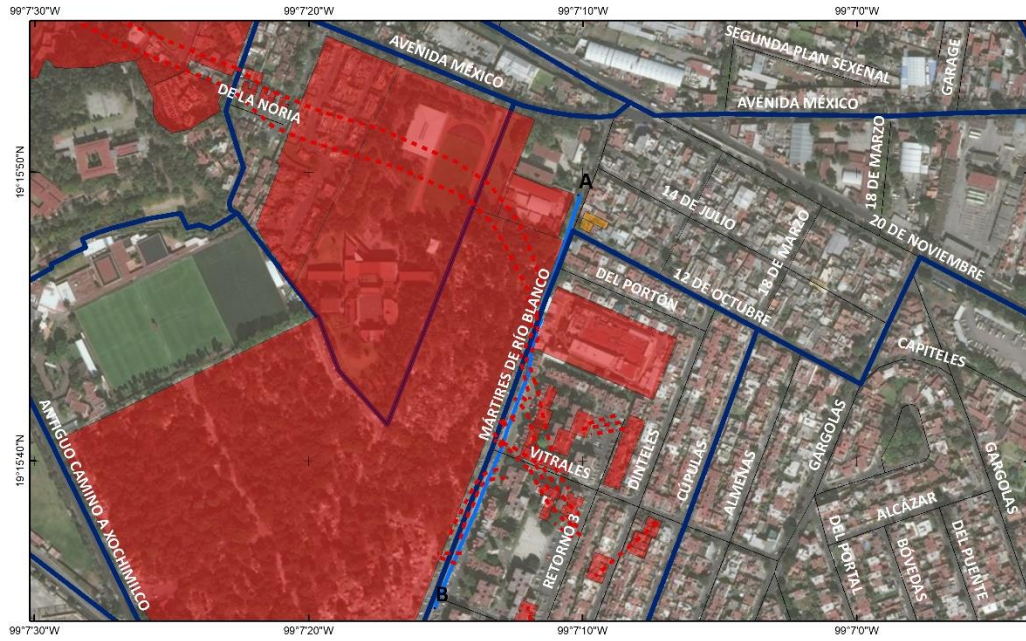 99°7'30"W 99°7'20"W 99°7'10"W 99°7'0"W
AVENIDA MÉXICO
SEGUNDA PLAN SEXENAL
GARAGE
DE LA NORIA
AVENIDA MÉXICO
18 DE MARZO
19°15'50"N
A
14 DE JULIO
18 DE MARZO
20 DE NOVIEMBRE
MÁRTIRES DE RÍO BLANCO
DEL PORTÓN
12 DE OCTUBRE
CAPITELES
ANTIGUO CAMINO A XOCHIMILCO
19°15'40"N
VITRALES
DINTELES
CÚPULAS
ALMENAS
GARGOLAS
GARGOLAS
RETORNO 3
ALCÁZAR
DEL PORTAL
BÓVEDAS
DEL PUENTE
B
99°7'30"W 99°7'20"W 99°7'10"W 99°7'0"W